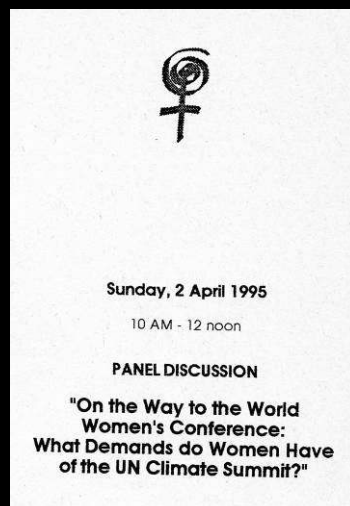 Sunday, 2 April 1995
10 AM - 12 noon
PANEL DISCUSSION
"On the Way to the World
Women's Conference:
What Demands do Women Have
of the UN Climate Summit?"